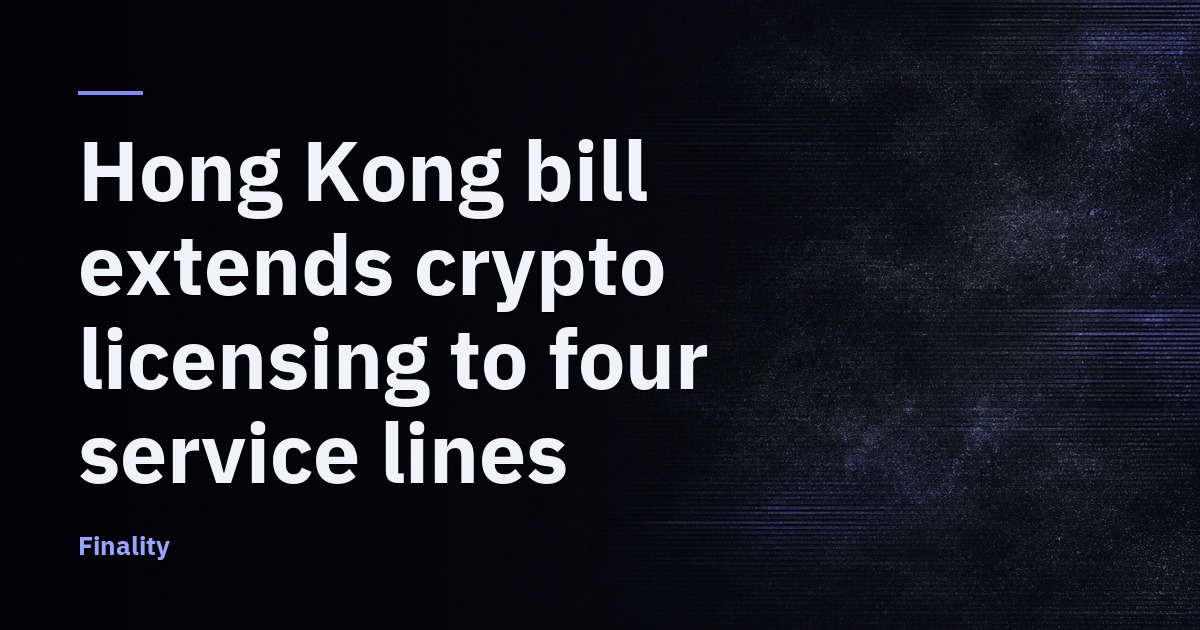 Hong Kong bill
extends crypto
licensing to four
service lines
Finality